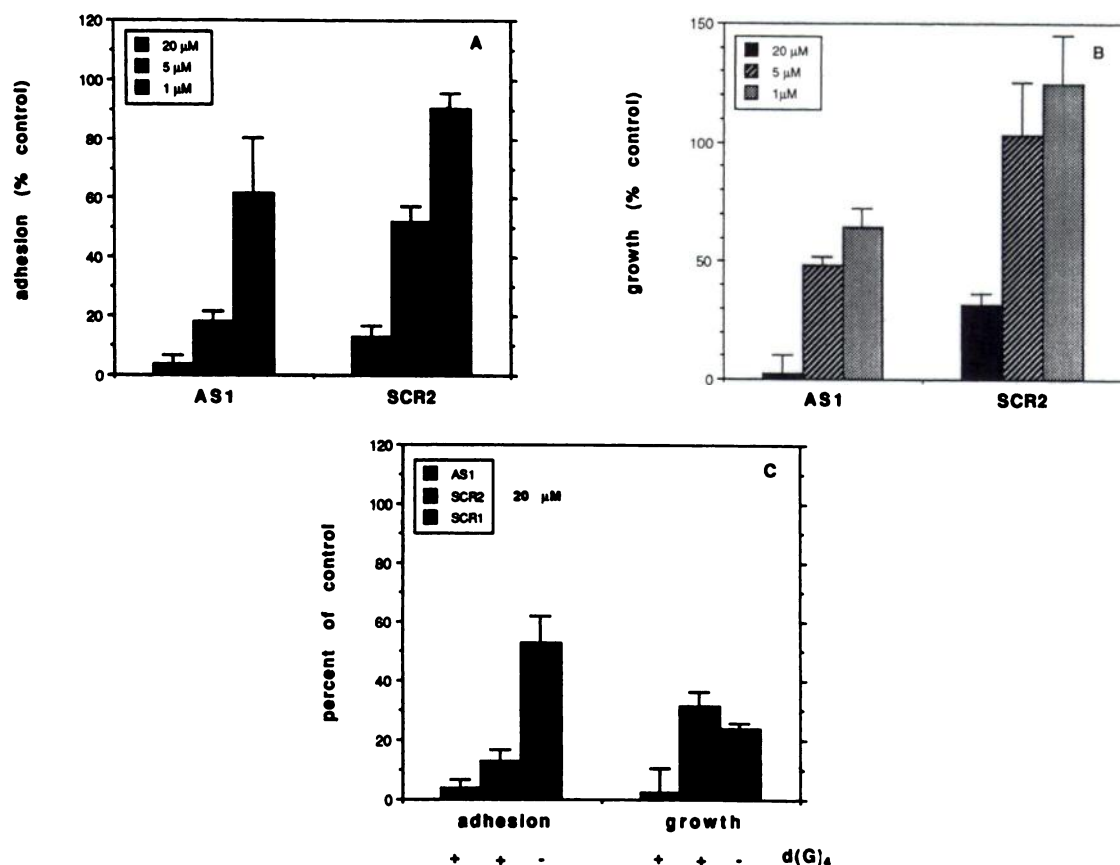 A
120
100
80
60
40
20
0
adhesion (% control)
20 µM
5 µM
1 µM
AS1 SCR2
B
150
100
50
0
growth (% control)
20 µM
5 µM
1µM
AS1 SCR2
C
120
100
80
60
40
20
0
percent of control
AS1
SCR2 20 µM
SCR1
adhesion growth
+ + - + + - d(G)4